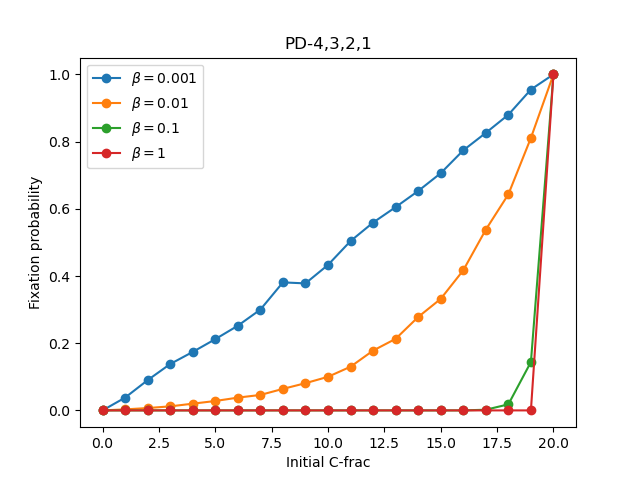 PD-4,3,2,1
β = 0.001
β = 0.01
β = 0.1
β = 1
Fixation probability
1.0
0.8
0.6
0.4
0.2
0.0
0.0 2.5 5.0 7.5 10.0 12.5 15.0 17.5 20.0
Initial C-frac